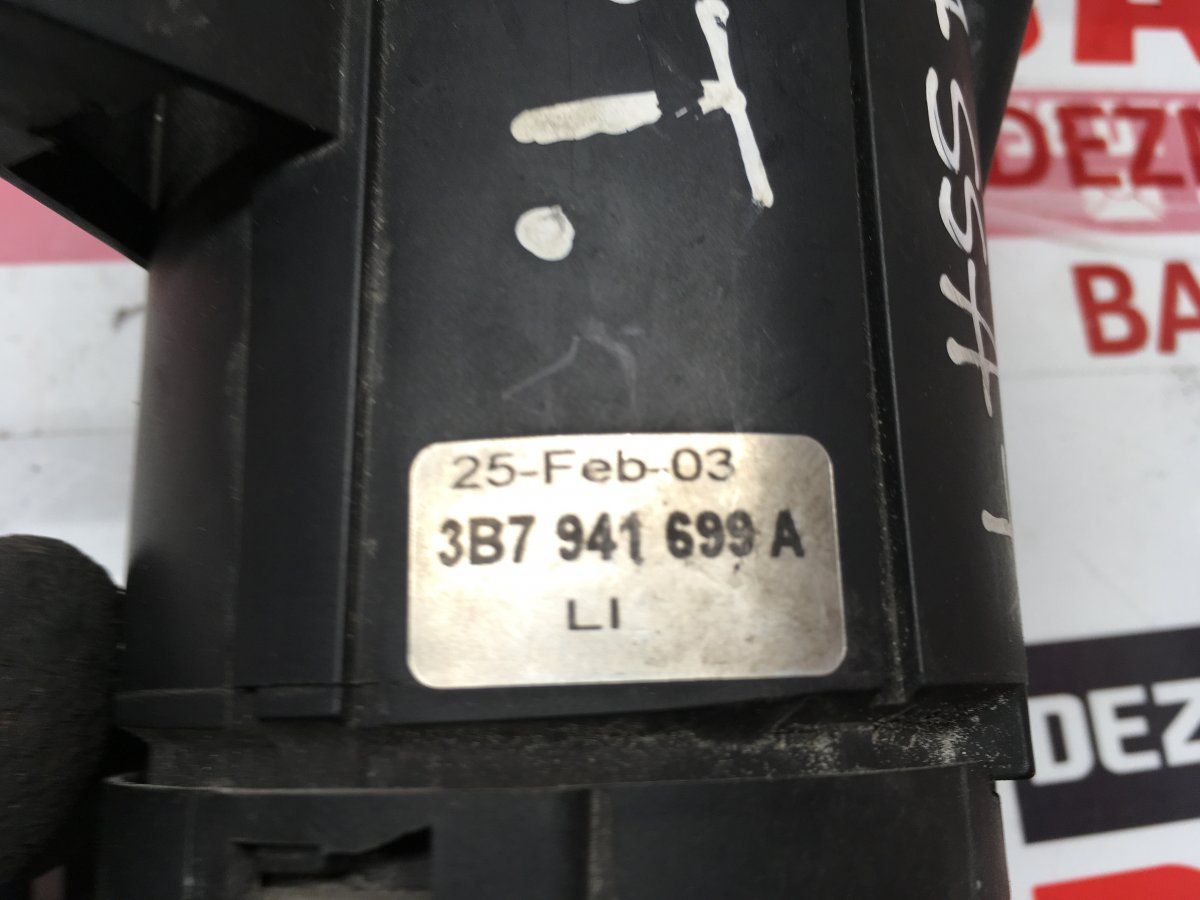 25-Feb-03
3B7 941 699 A
LI
DEZ
BA
DEZ